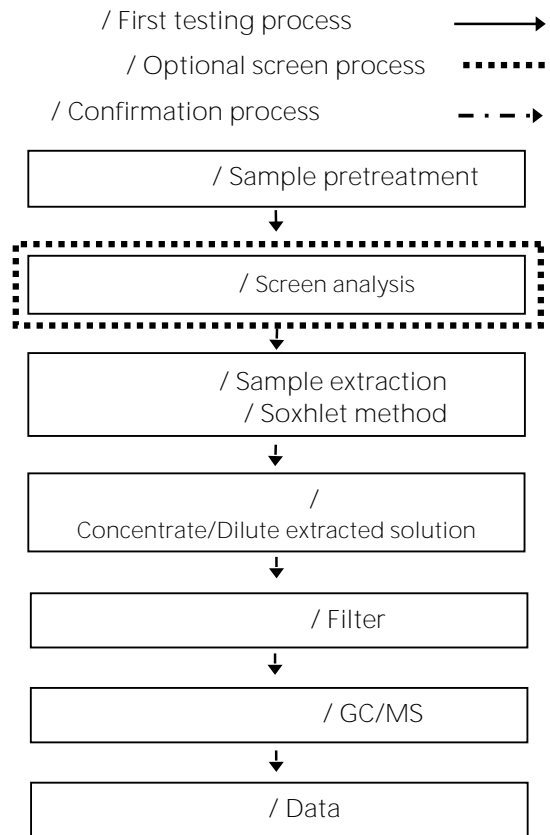 / First testing process
/ Optional screen process
/ Confirmation process
/ Sample pretreatment
/ Screen analysis
/ Sample extraction
/ Soxhlet method
/
Concentrate/Dilute extracted solution
/ Filter
/ GC/MS
/ Data